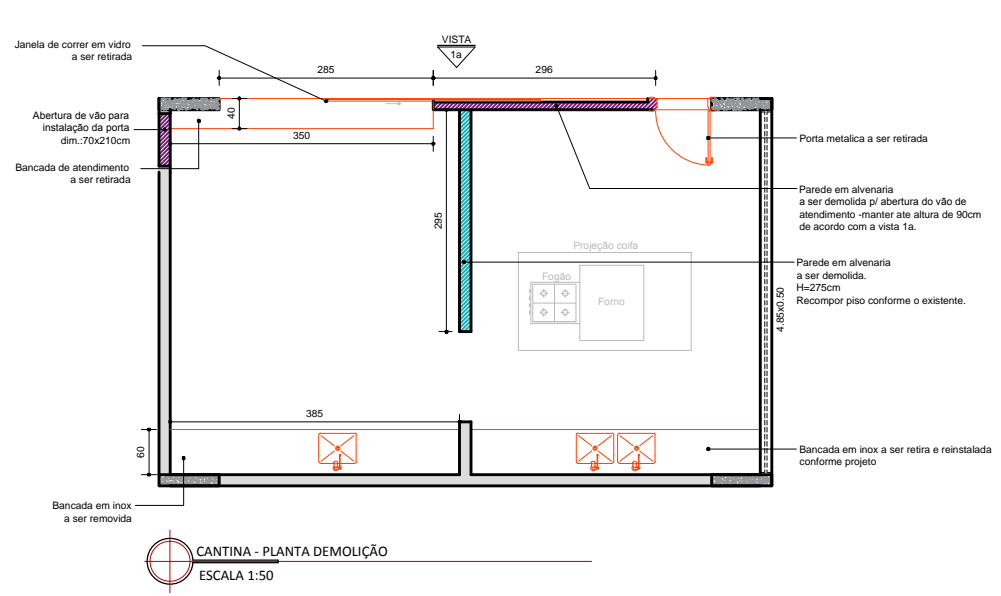 Janela de correr em vidro
a ser retirada
VISTA
1a
285
296
40
350
Abertura de vão para
instalação da porta
dim.:70x210cm
Bancada de atendimento
a ser retirada
Porta metalica a ser retirada
Parede em alvenaria
a ser demolida p/ abertura do vão de
atendimento -manter ate altura de 90cm
de acordo com a vista 1a.
295
Projeção coifa
Fogão
Forno
Parede em alvenaria
a ser demolida.
H=275cm
Recompor piso conforme o existente.
4.85x0.50
385
60
Bancada em inox a ser retira e reinstalada
conforme projeto
Bancada em inox
a ser removida
CANTINA - PLANTA DEMOLIÇÃO
ESCALA 1:50